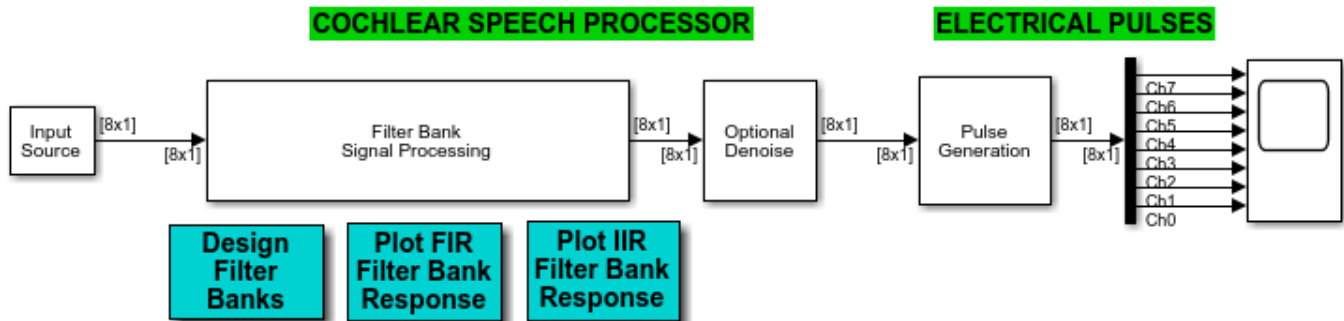 COCHLEAR SPEECH PROCESSOR
ELECTRICAL PULSES
Input
Source
[8x1]
[8x1]
Filter Bank
Signal Processing
[8x1]
[8x1]
Optional
Denoise
[8x1]
[8x1]
Pulse
Generation
[8x1]
[8x1]
Ch7
Ch6
Ch5
Ch4
Ch3
Ch2
Ch1
Ch0
Design
Filter
Banks
Plot FIR
Filter Bank
Response
Plot IIR
Filter Bank
Response